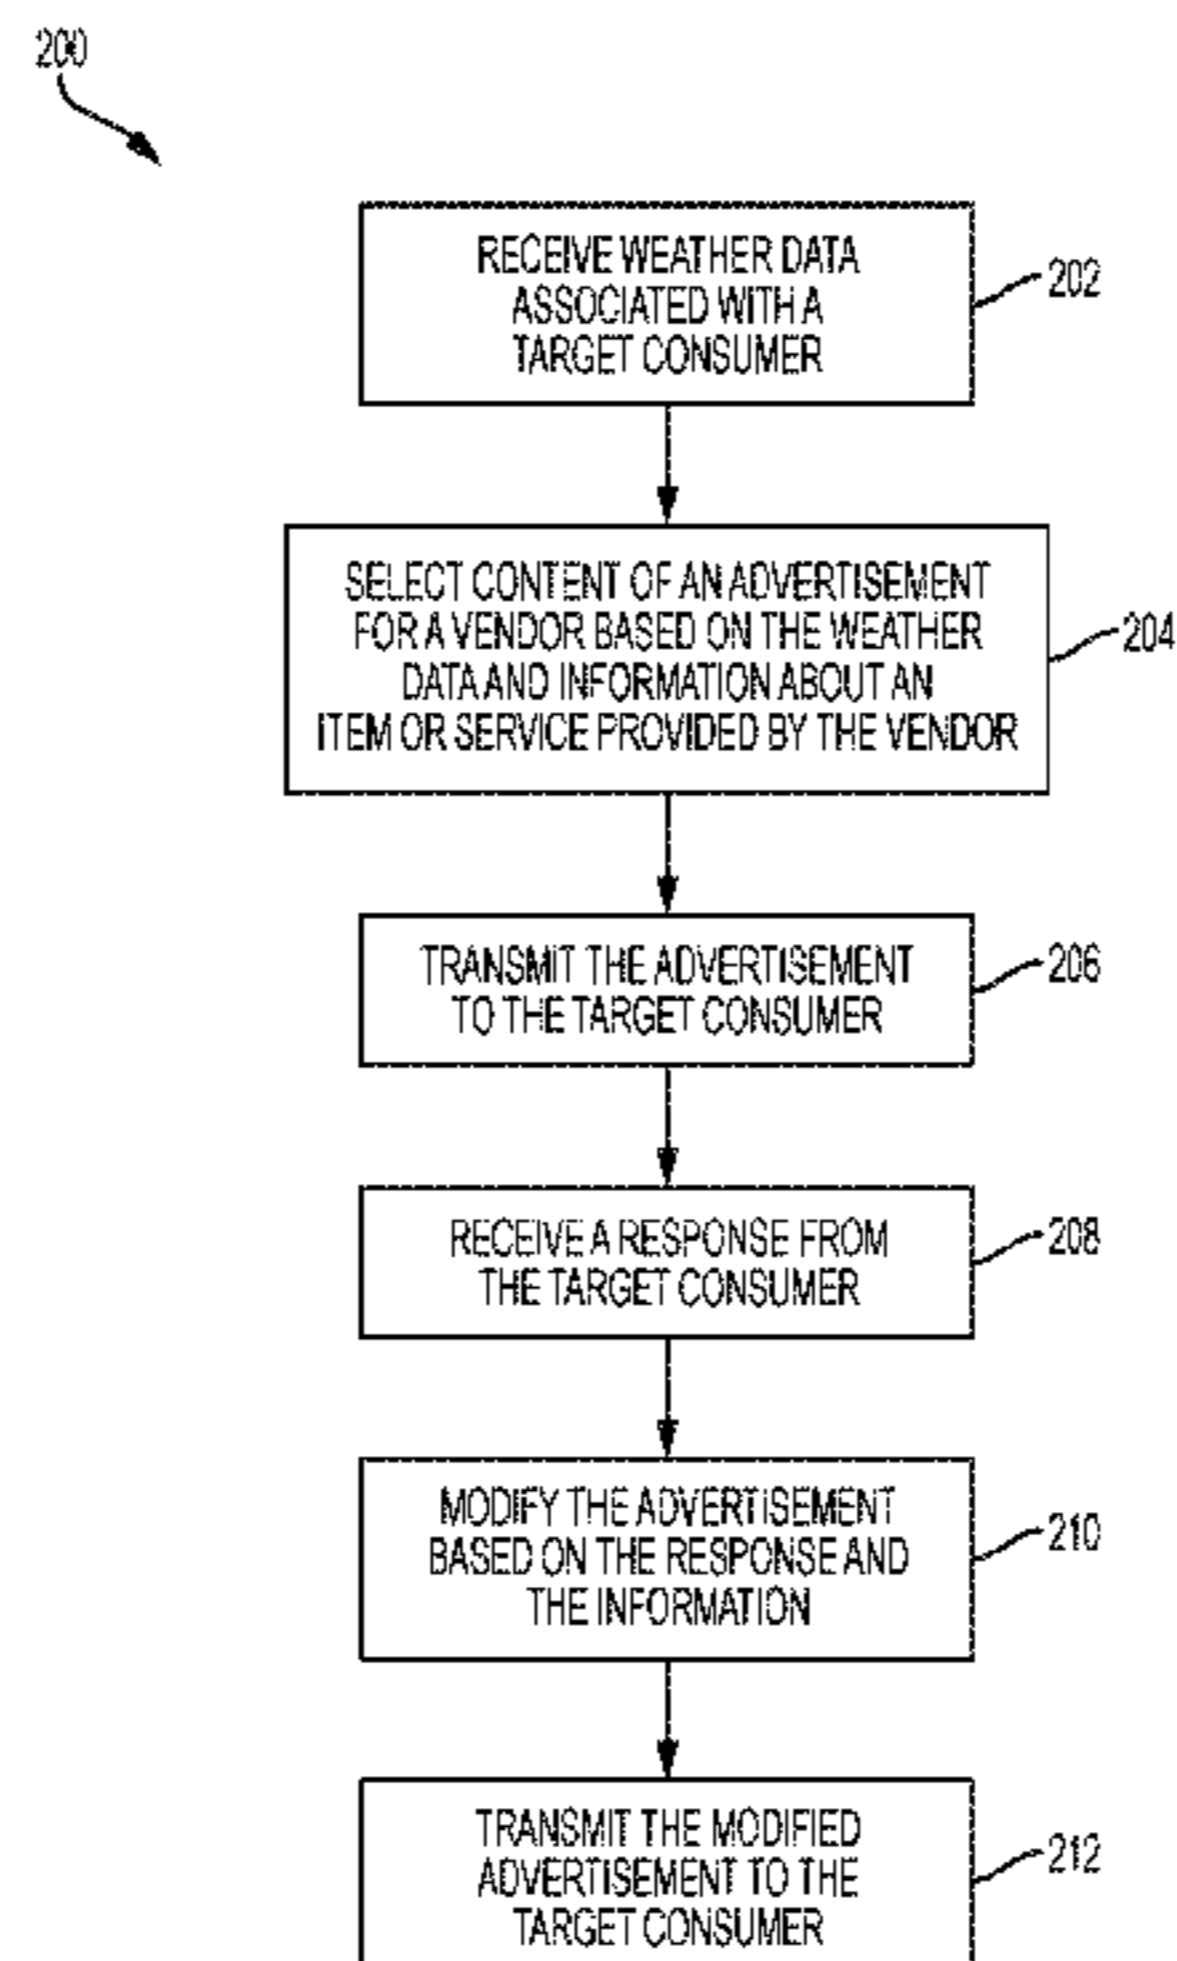 200
RECEIVE WEATHER DATA
ASSOCIATED WITH A
TARGET CONSUMER
202
SELECT CONTENT OF AN ADVERTISEMENT
FOR A VENDOR BASED ON THE WEATHER
DATA AND INFORMATION ABOUT AN
ITEM OR SERVICE PROVIDED BY THE VENDOR
204
TRANSMIT THE ADVERTISEMENT
TO THE TARGET CONSUMER
206
RECEIVE A RESPONSE FROM
THE TARGET CONSUMER
208
MODIFY THE ADVERTISEMENT
BASED ON THE RESPONSE AND
THE INFORMATION
210
TRANSMIT THE MODIFIED
ADVERTISEMENT TO THE
TARGET CONSUMER
212